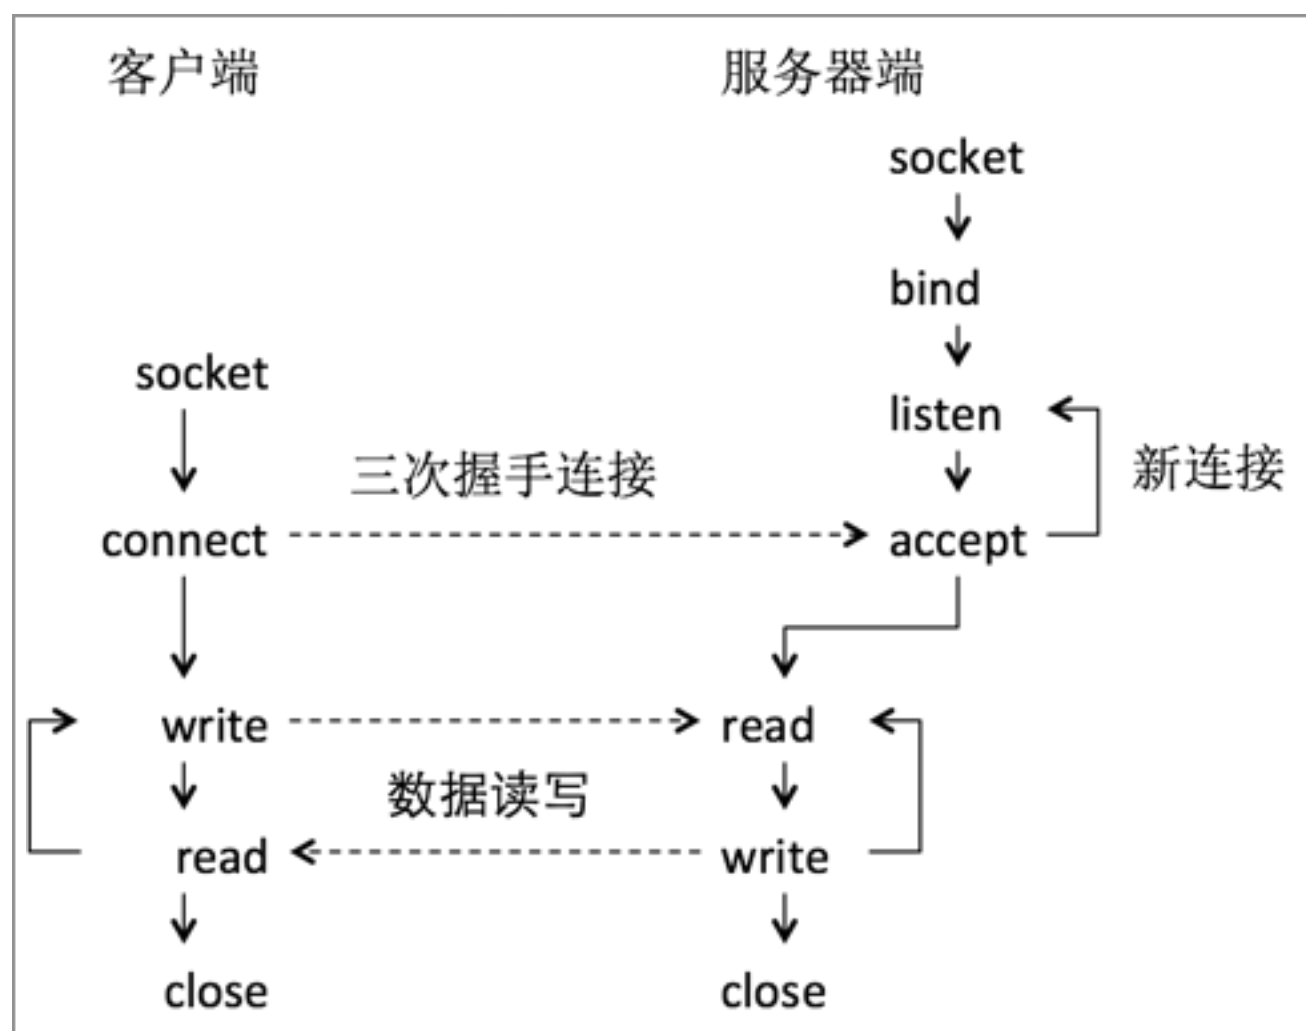 客户端
服务器端
socket
bind
socket
listen
三次握手连接
新连接
connect
accept
write
read
数据读写
read
write
close
close